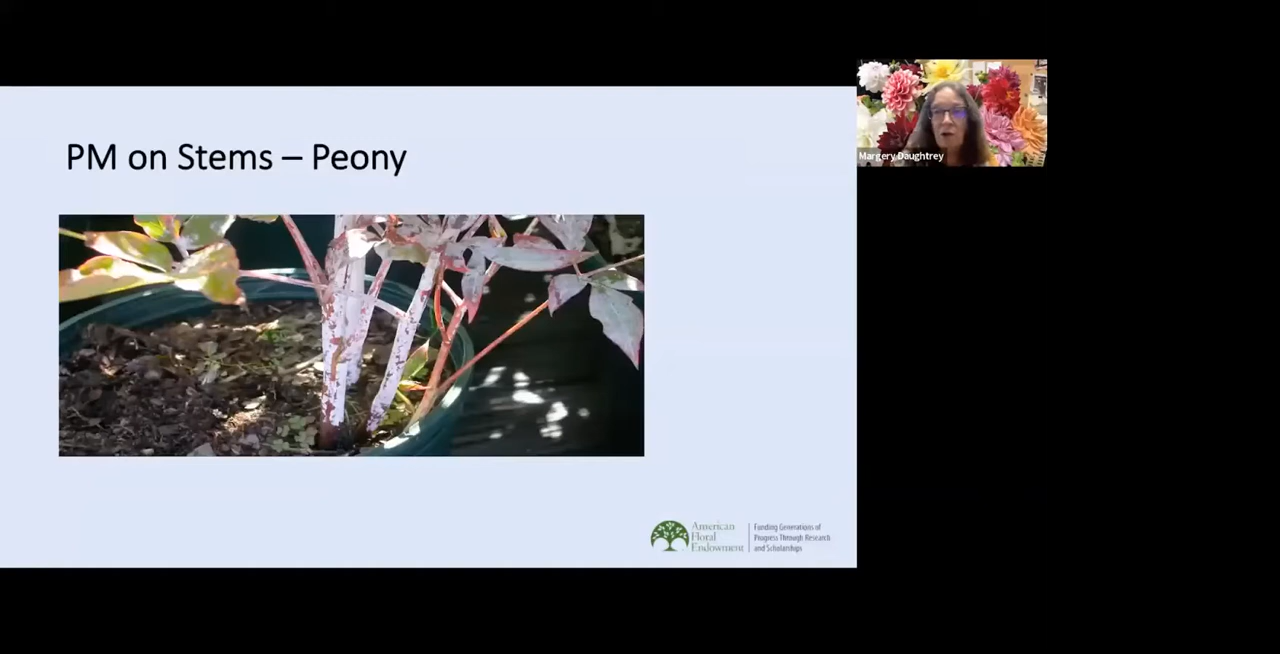 PM on Stems – Peony
Margery Daughtrey
American
Floral
Endowment
Funding Generations of
Progress Through Research
and Scholarships